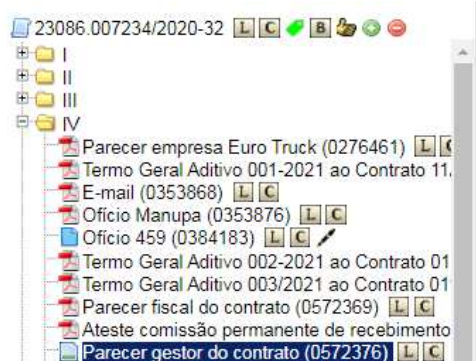 23086.007234/2020-32 L C B
I
II
III
IV
Parecer empresa Euro Truck (0276461) L C
Termo Geral Aditivo 001-2021 ao Contrato 11
E-mail (0353868) L C
Ofício Manupa (0353876) L C
Ofício 459 (0384183) L C
Termo Geral Aditivo 002-2021 ao Contrato 01
Termo Geral Aditivo 003/2021 ao Contrato 01
Parecer fiscal do contrato (0572369) L C
Ateste comissão permanente de recebimento
Parecer gestor do contrato (0572376) L C